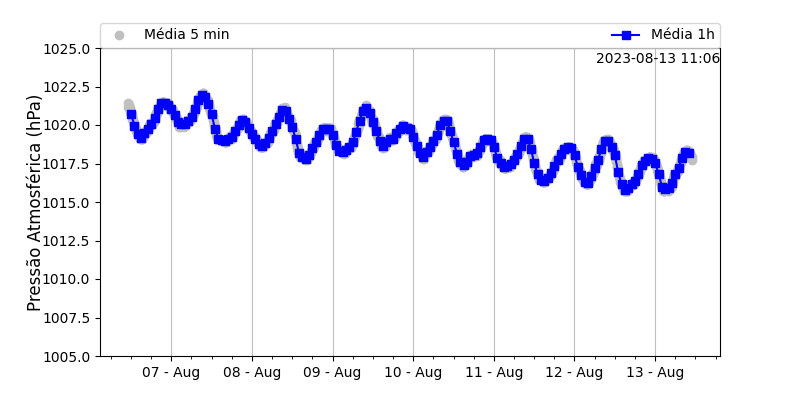 Média 5 min
Média 1h
2023-08-13 11:06
Pressão Atmosférica (hPa)
1025.0
1022.5
1020.0
1017.5
1015.0
1012.5
1010.0
1007.5
1005.0
07 - Aug
08 - Aug
09 - Aug
10 - Aug
11 - Aug
12 - Aug
13 - Aug